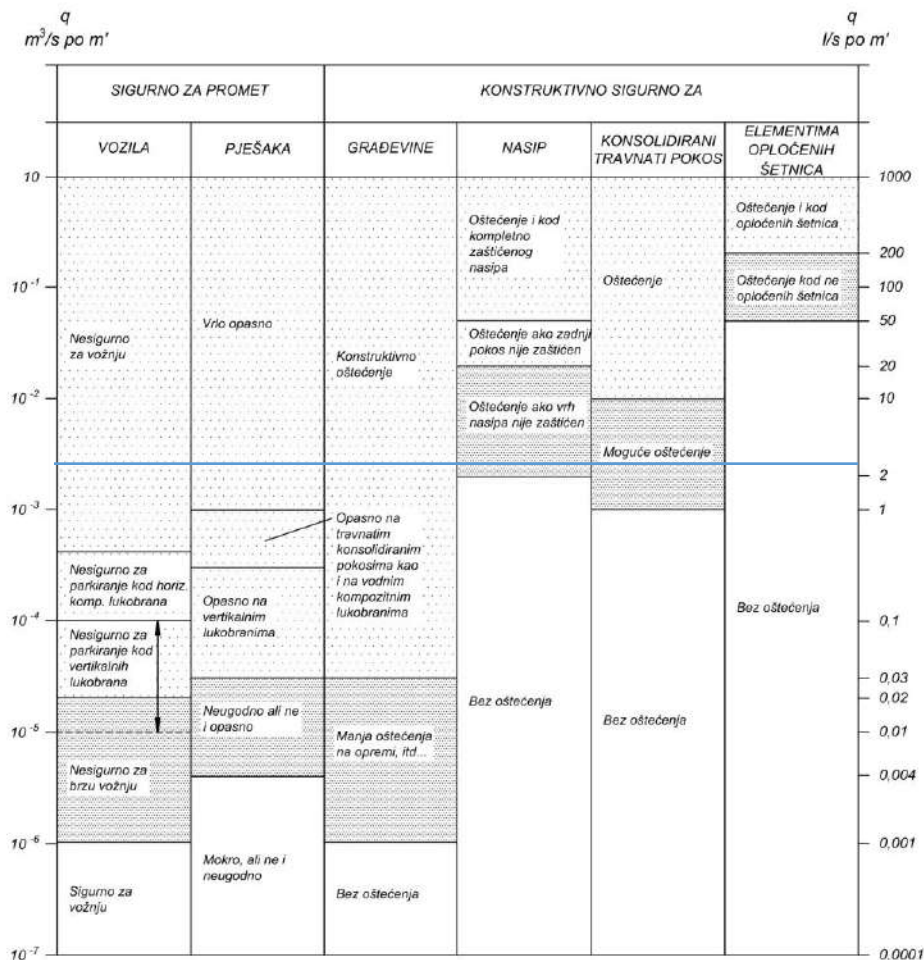 q
m³/s po m'
q
l/s po m'
SIGURNO ZA PROMET
KONSTRUKTIVNO SIGURNO ZA
VOZILA
PJEŠAKA
GRAĐEVINE
NASIP
KONSOLIDIRANI
TRAVNATI POKOS
ELEMENTIMA
OPLOČENIH
ŠETNICA
10
10⁻¹
10⁻²
10⁻³
10⁻⁴
10⁻⁵
10⁻⁶
10⁻⁷
Nesigurno
za vožnju
Nesigurno za
parkiranje kod horiz.
komp. lukobrana
Nesigurno za
parkiranje kod
vertikalnih
lukobrana
Nesigurno za
brzu vožnju
Sigurno za
vožnju
Vrlo opasno
Opasno na
vertikalnim
lukobranima
Neugodno ali ne
i opasno
Mokro, ali ne i
neugodno
Konstruktivno
oštećenje
Opasno na
travnatim
konsolidiranim
pokosima kao
i na vodnim
kompozitnim
lukobranima
Manja oštećenja
na opremi, itd...
Bez oštećenja
Oštećenje i kod
kompletno
zaštićenog
nasipa
Oštećenje ako zadnji
pokos nije zaštićen
Oštećenje ako vrh
nasipa nije zaštićen
Bez oštećenja
Oštećenje
Moguće oštećenje
Bez oštećenja
Oštećenje i kod
opločenih šetnica
Oštećenje kod ne
opločenih šetnica
Bez oštećenja
1000
200
100
50
20
10
2
1
0,1
0,03
0,02
0,01
0,004
0,001
0.0001